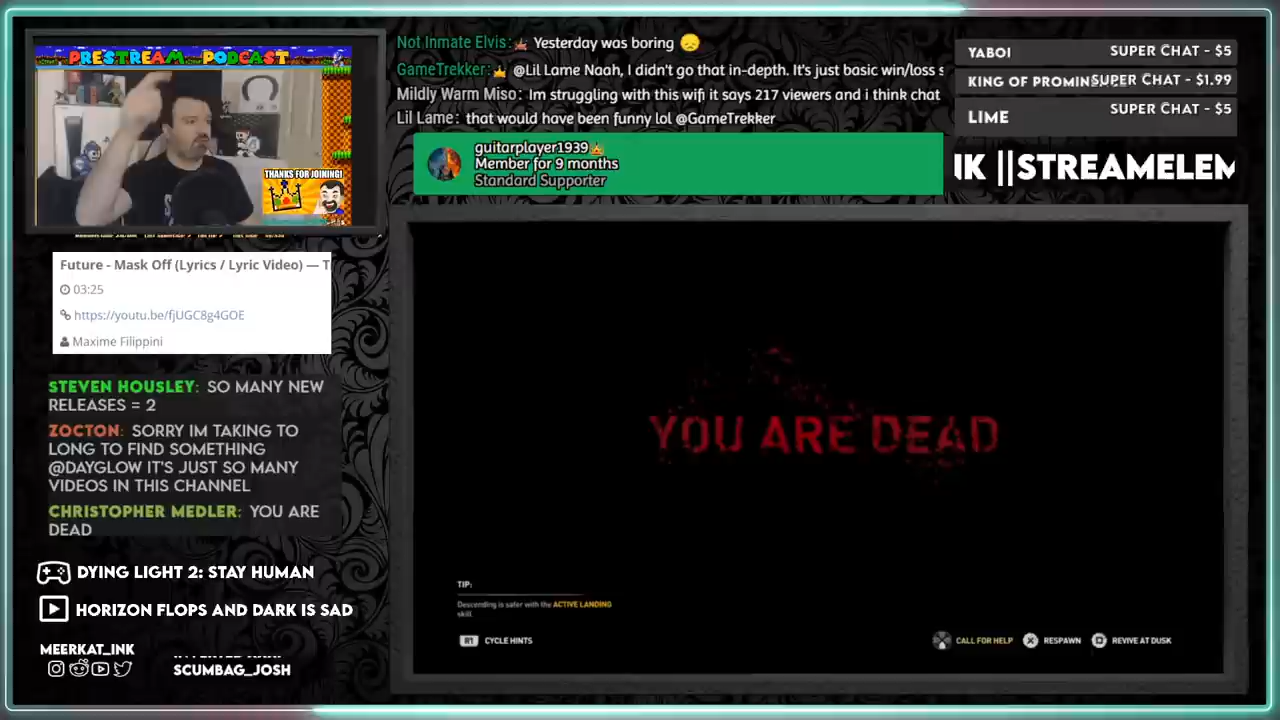 PRESTREAM PODCAST
THANKS FOR JOINING!
Not Inmate Elvis: Yesterday was boring 😞
GameTrekker: @Lil Lame Naah, I didn't go that in-depth. It's just basic win/loss s
Mildly Warm Miso: Im struggling with this wifi it says 217 viewers and i think chat
Lil Lame: that would have been funny lol @GameTrekker
guitarplayer1939
Member for 9 months
Standard Supporter
YABOI SUPER CHAT - $5
KING OF PROMIN SUPER CHAT - $1.99
LIME SUPER CHAT - $5
IK ||STREAMELEM
Future - Mask Off (Lyrics / Lyric Video) — T
03:25
https://youtu.be/fjUGC8g4GOE
Maxime Filippini
STEVEN HOUSLEY: SO MANY NEW
RELEASES = 2
ZOCTON: SORRY IM TAKING TO
LONG TO FIND SOMETHING
@DAYGLOW IT'S JUST SO MANY
VIDEOS IN THIS CHANNEL
CHRISTOPHER MEDLER: YOU ARE
DEAD
DYING LIGHT 2: STAY HUMAN
HORIZON FLOPS AND DARK IS SAD
MEERKAT_INK
SCUMBAG_JOSH
YOU ARE DEAD
TIP:
Descending is safer with the ACTIVE LANDING
skill.
R1 CYCLE HINTS
CALL FOR HELP
RESPAWN
REVIVE AT DUSK